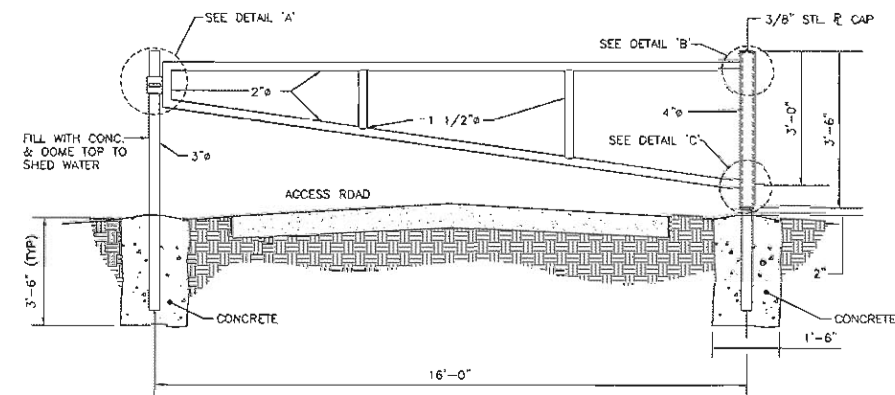 SEE DETAIL 'A'
3/8" STL. PL CAP
SEE DETAIL 'B'
2"ø
1 1/2"ø
4"ø
3'-0"
3'-6"
SEE DETAIL 'C'
FILL WITH CONC.
& DOME TOP TO
SHED WATER
3"ø
ACCESS ROAD
3'-6" (TYP)
2"
CONCRETE
CONCRETE
1'-6"
16'-0"